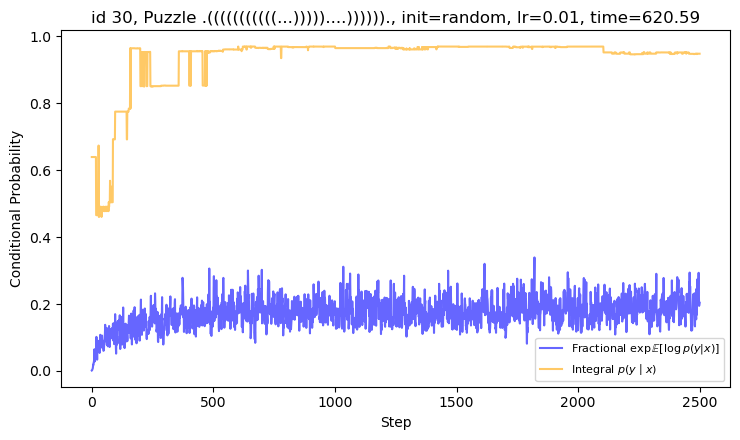 id 30, Puzzle .(((((((((((...)))))....))))))., init=random, lr=0.01, time=620.59
Conditional Probability
1.0
0.8
0.6
0.4
0.2
0.0
0
500
1000
1500
2000
2500
Step
Fractional exp𝔼[log p(y|x)]
Integral p(y | x)